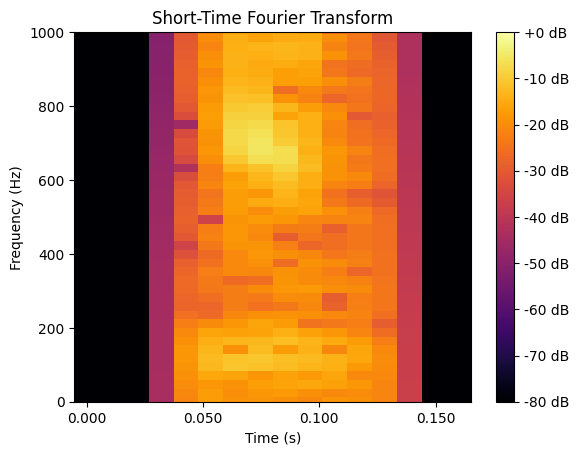 Short-Time Fourier Transform
1000
800
600
400
200
0
Frequency (Hz)
0.000
0.050
0.100
0.150
Time (s)
+0 dB
-10 dB
-20 dB
-30 dB
-40 dB
-50 dB
-60 dB
-70 dB
-80 dB